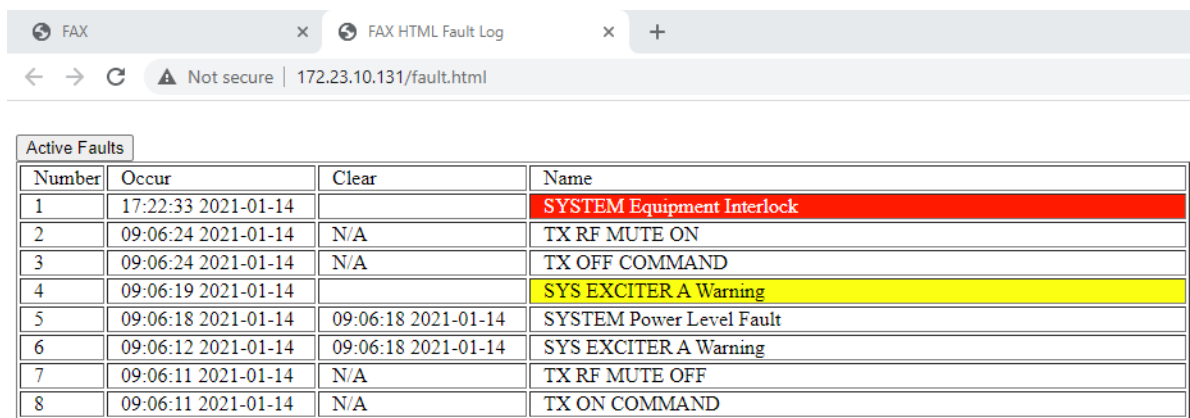 FAX FAX HTML Fault Log
Not secure 172.23.10.131/fault.html
Active Faults
Number Occur Clear Name
1 17:22:33 2021-01-14 SYSTEM Equipment Interlock
2 09:06:24 2021-01-14 N/A TX RF MUTE ON
3 09:06:24 2021-01-14 N/A TX OFF COMMAND
4 09:06:19 2021-01-14 SYS EXCITER A Warning
5 09:06:18 2021-01-14 09:06:18 2021-01-14 SYSTEM Power Level Fault
6 09:06:12 2021-01-14 09:06:18 2021-01-14 SYS EXCITER A Warning
7 09:06:11 2021-01-14 N/A TX RF MUTE OFF
8 09:06:11 2021-01-14 N/A TX ON COMMAND